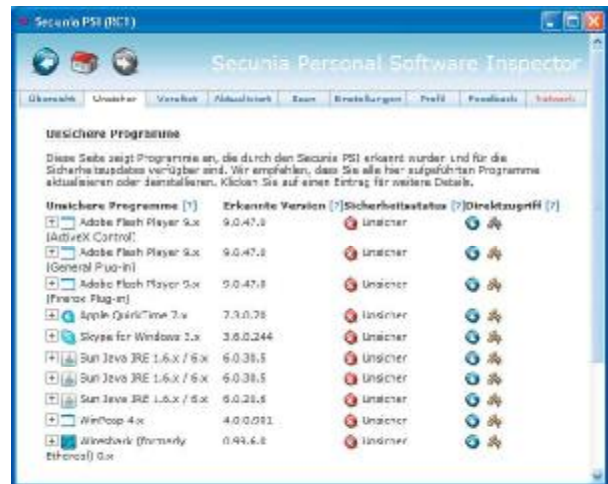 Secunia PSI (RC1)
Secunia Personal Software Inspector
Übersicht Unsicher Veraltet Aktualisiert Scan Einstellungen Profil Feedback
Unsichere Programme
Diese Seite zeigt Programme an, die durch den Secunia PSI erkannt wurden und für die
Sicherheitsupdates verfügbar sind. Wir empfehlen, dass Sie alle hier aufgeführten Programme
aktualisieren oder deinstallieren. Klicken Sie auf einen Eintrag für weitere Details.
Unsichere Programme [?] Erkannte Version [?] Sicherheitsstatus [?] Direktzugriff [?]
Adobe Flash Player 9.x 9.0.47.0 Unsicher
(ActiveX Control)
Adobe Flash Player 9.x 9.0.47.0 Unsicher
(General Plug-in)
Adobe Flash Player 9.x 9.0.47.0 Unsicher
(Firefox Plug-in)
Apple QuickTime 7.x 7.3.0.70 Unsicher
Skype for Windows 3.x 3.6.0.244 Unsicher
Sun Java JRE 1.6.x / 6.x 6.0.30.5 Unsicher
Sun Java JRE 1.6.x / 6.x 6.0.30.5 Unsicher
Sun Java JRE 1.6.x / 6.x 6.0.20.6 Unsicher
WinPcap 4.x 4.0.0.901 Unsicher
Wireshark (formerly 0.99.6.0 Unsicher
Ethereal) 0.x